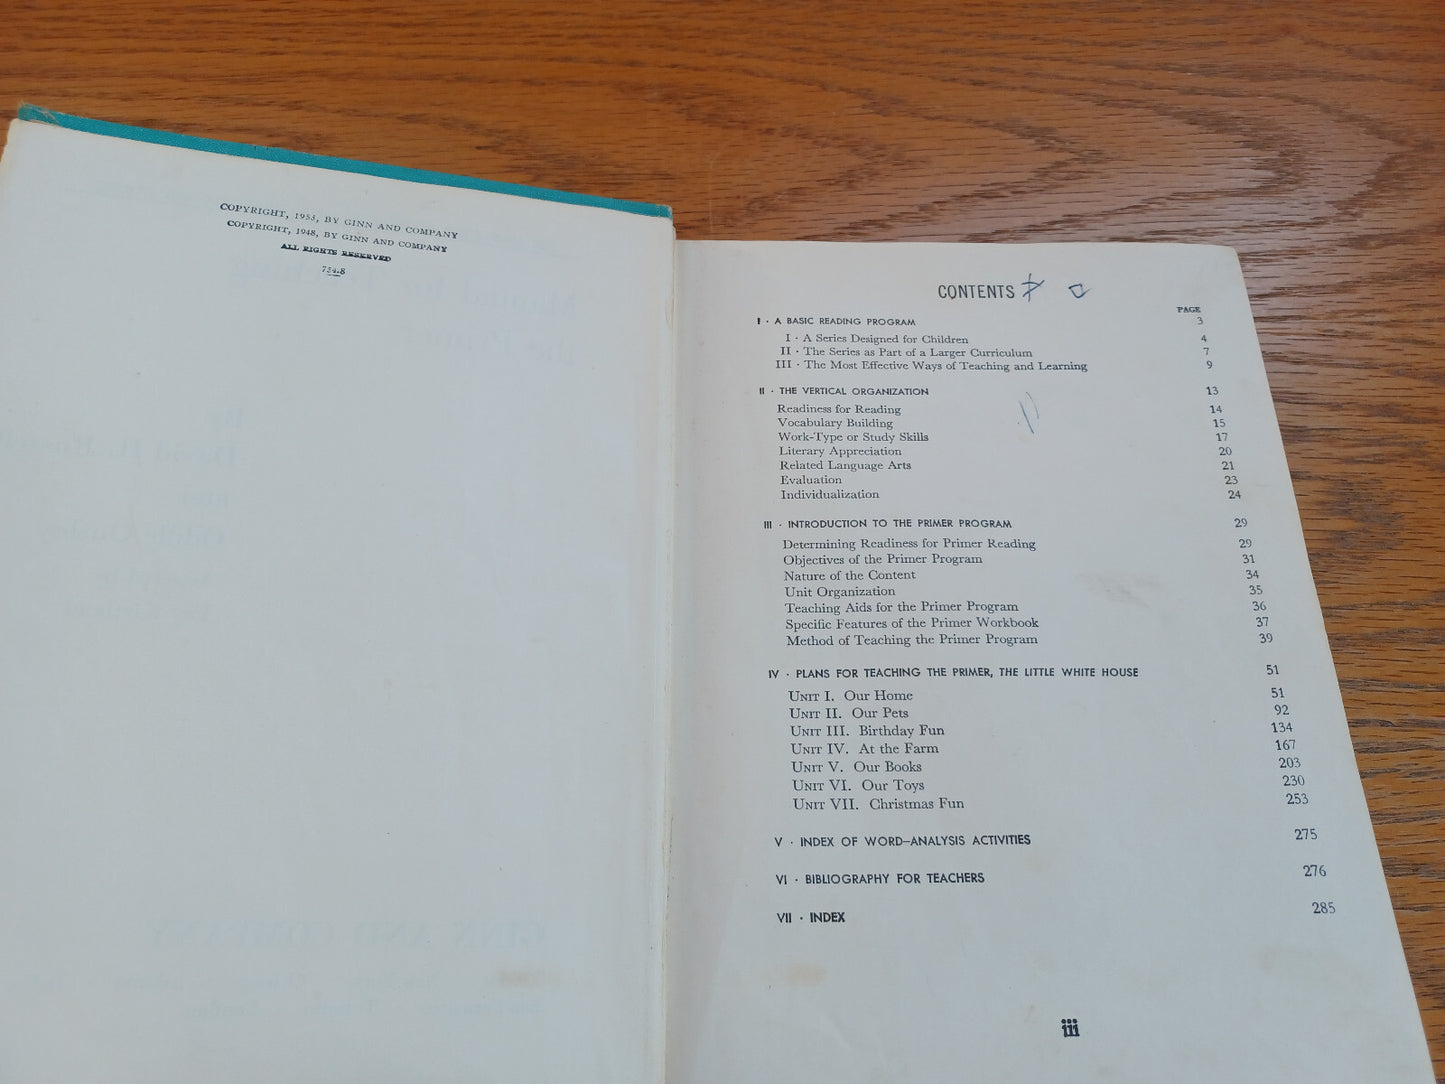 COPYRIGHT, 1953, BY GINN AND COMPANY
COPYRIGHT, 1948, BY GINN AND COMPANY
ALL RIGHTS RESERVED
754.8
CONTENTS
PAGE
I · A BASIC READING PROGRAM 3
I · A Series Designed for Children 4
II · The Series as Part of a Larger Curriculum 7
III · The Most Effective Ways of Teaching and Learning 9
II · THE VERTICAL ORGANIZATION 13
Readiness for Reading 14
Vocabulary Building 15
Work-Type or Study Skills 17
Literary Appreciation 20
Related Language Arts 21
Evaluation 23
Individualization 24
III · INTRODUCTION TO THE PRIMER PROGRAM 29
Determining Readiness for Primer Reading 29
Objectives of the Primer Program 31
Nature of the Content 34
Unit Organization 35
Teaching Aids for the Primer Program 36
Specific Features of the Primer Workbook 37
Method of Teaching the Primer Program 39
IV · PLANS FOR TEACHING THE PRIMER, THE LITTLE WHITE HOUSE 51
UNIT I. Our Home 51
UNIT II. Our Pets 92
UNIT III. Birthday Fun 134
UNIT IV. At the Farm 167
UNIT V. Our Books 203
UNIT VI. Our Toys 230
UNIT VII. Christmas Fun 253
V · INDEX OF WORD—ANALYSIS ACTIVITIES 275
VI · BIBLIOGRAPHY FOR TEACHERS 276
VII · INDEX 285
iii